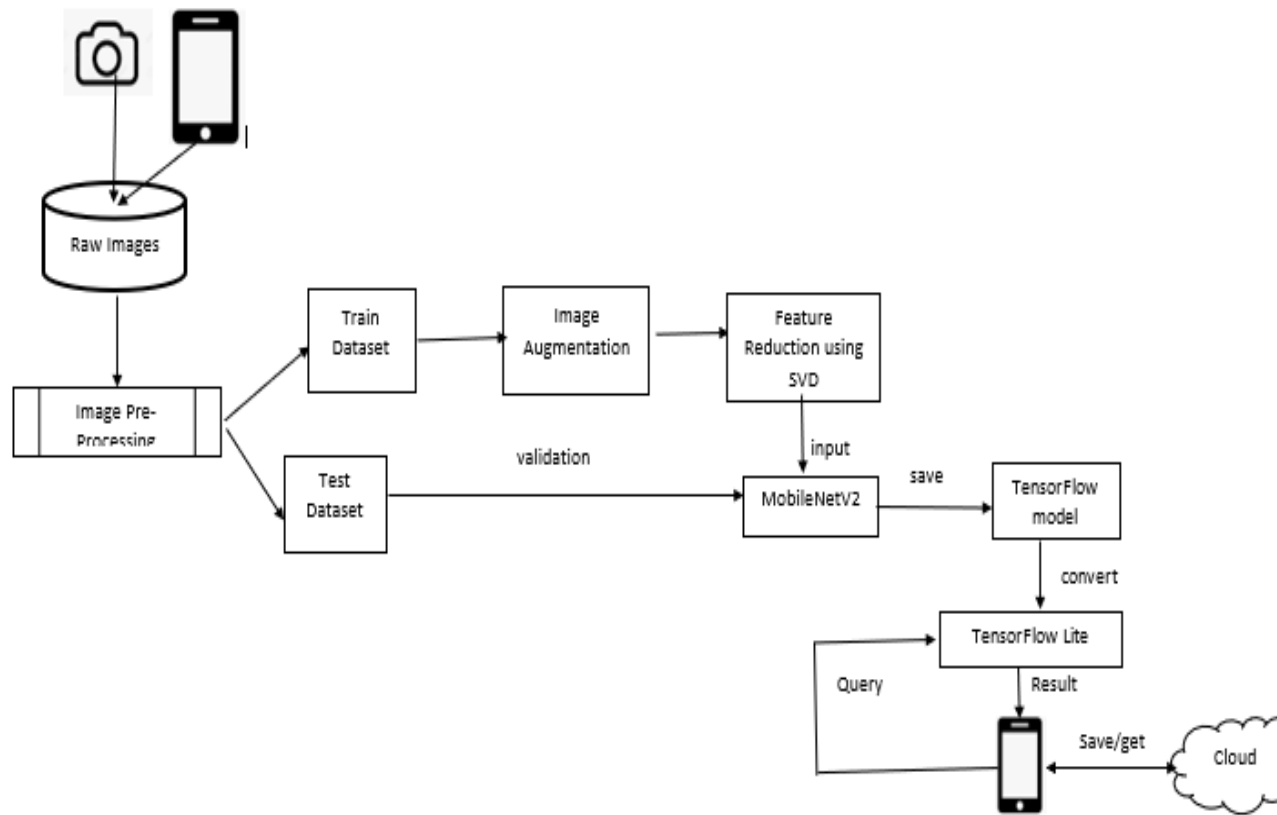 Raw Images
Image Pre-
Processing
Train
Dataset
Image
Augmentation
Feature
Reduction using
SVD
Test
Dataset
validation
input
MobileNetV2
save
TensorFlow
model
convert
TensorFlow Lite
Query
Result
Save/get
Cloud